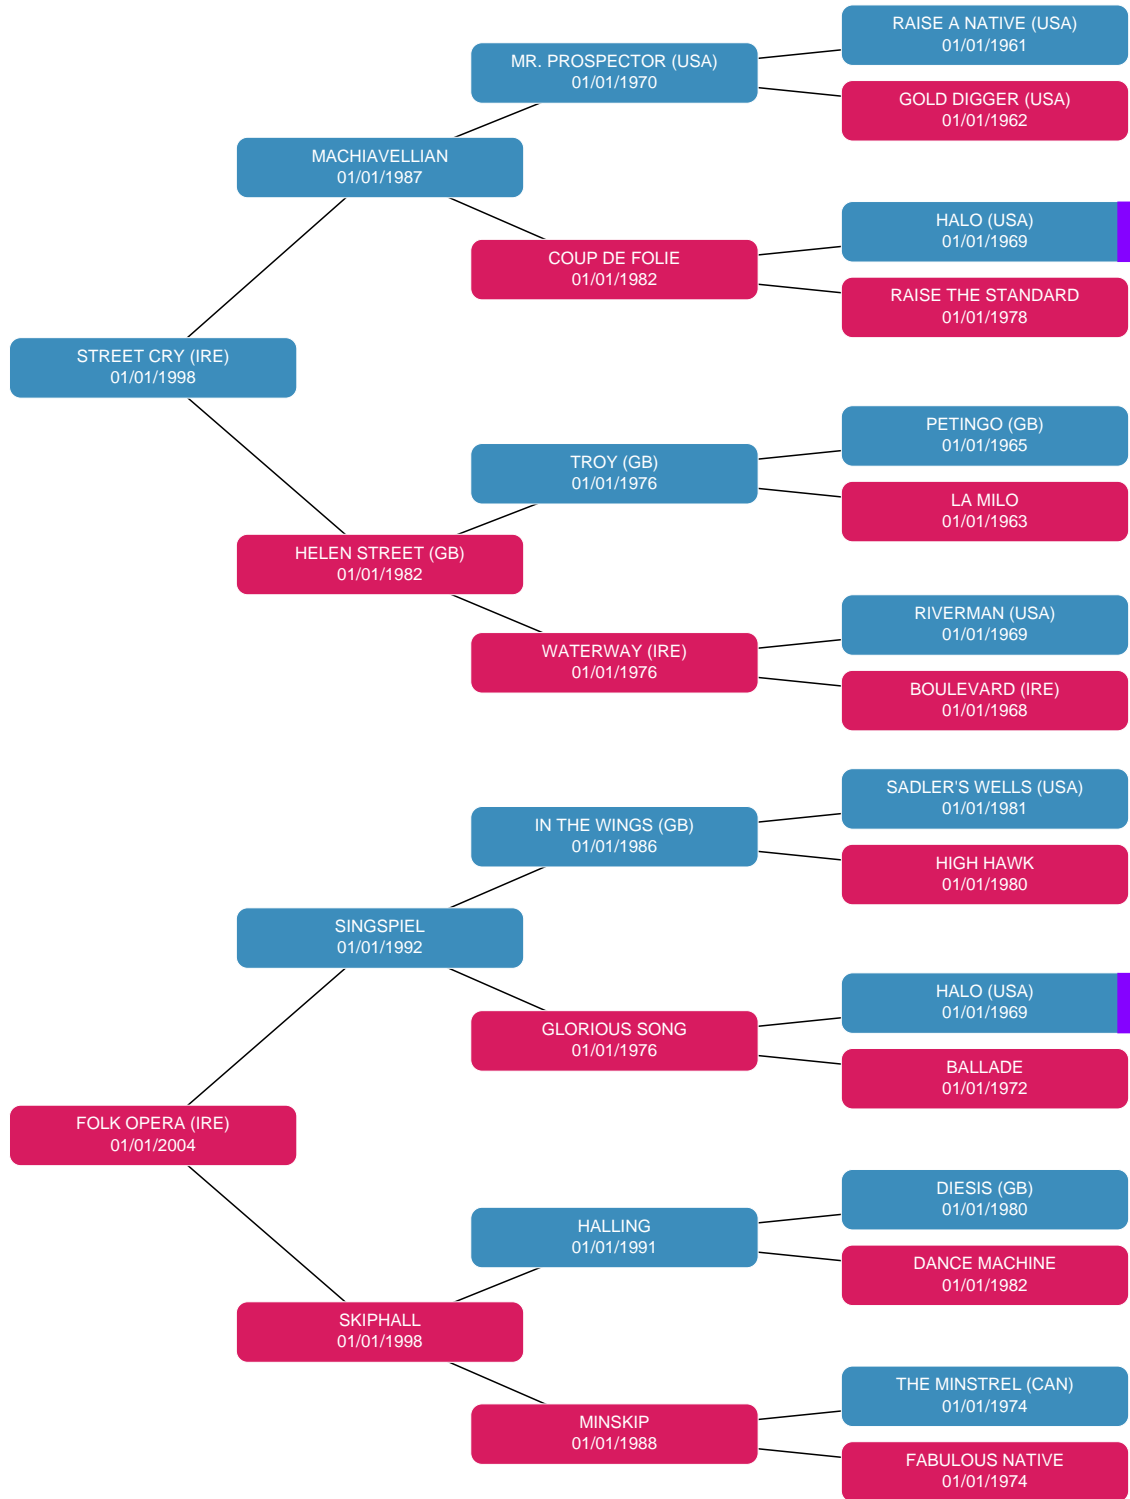 RAISE A NATIVE (USA)
01/01/1961
MR. PROSPECTOR (USA)
01/01/1970
GOLD DIGGER (USA)
01/01/1962
MACHIAVELLIAN
01/01/1987
HALO (USA)
01/01/1969
COUP DE FOLIE
01/01/1982
RAISE THE STANDARD
01/01/1978
STREET CRY (IRE)
01/01/1998
PETINGO (GB)
01/01/1965
TROY (GB)
01/01/1976
LA MILO
01/01/1963
HELEN STREET (GB)
01/01/1982
RIVERMAN (USA)
01/01/1969
WATERWAY (IRE)
01/01/1976
BOULEVARD (IRE)
01/01/1968
SADLER'S WELLS (USA)
01/01/1981
IN THE WINGS (GB)
01/01/1986
HIGH HAWK
01/01/1980
SINGSPIEL
01/01/1992
HALO (USA)
01/01/1969
GLORIOUS SONG
01/01/1976
BALLADE
01/01/1972
FOLK OPERA (IRE)
01/01/2004
DIESIS (GB)
01/01/1980
HALLING
01/01/1991
DANCE MACHINE
01/01/1982
SKIPHALL
01/01/1998
THE MINSTREL (CAN)
01/01/1974
MINSKIP
01/01/1988
FABULOUS NATIVE
01/01/1974